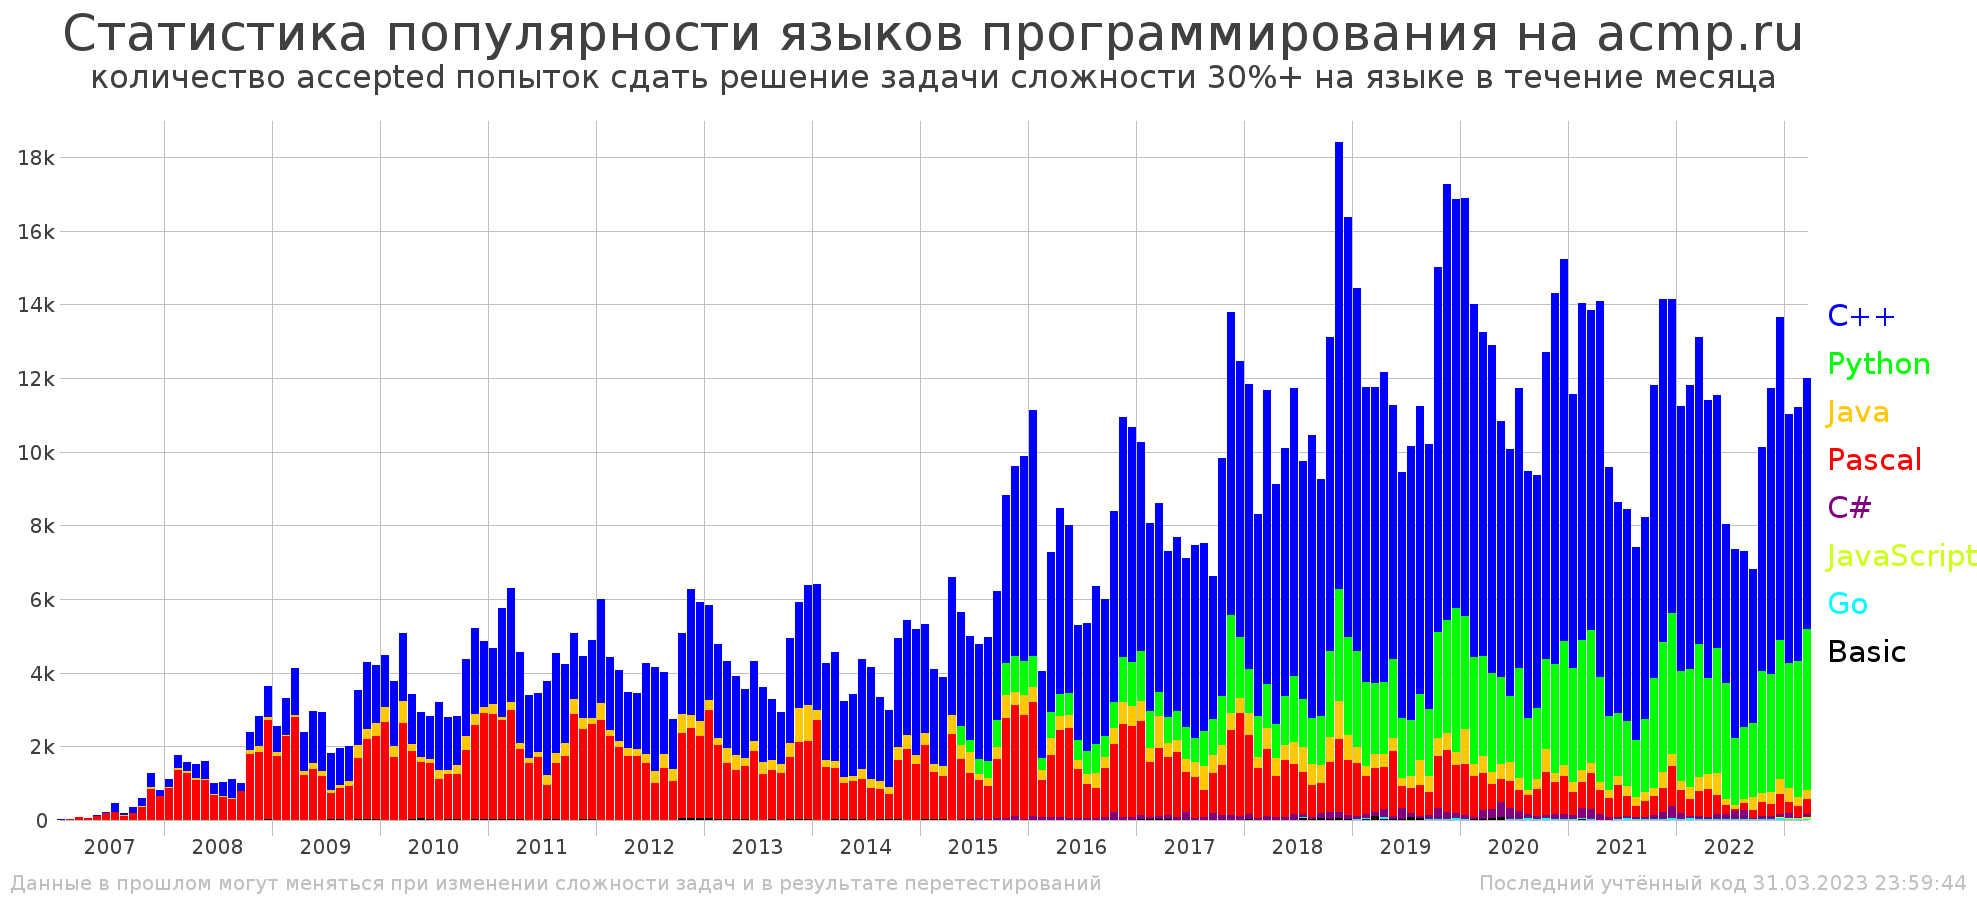 Статистика популярности языков программирования на acmp.ru
количество accepted попыток сдать решение задачи сложности 30%+ на языке в течение месяца
18k
16k
14k
12k
10k
8k
6k
4k
2k
0
C++
Python
Java
Pascal
C#
JavaScript
Go
Basic
2007 2008 2009 2010 2011 2012 2013 2014 2015 2016 2017 2018 2019 2020 2021 2022
Данные в прошлом могут меняться при изменении сложности задач и в результате перетестирований
Последний учтённый код 31.03.2023 23:59:44